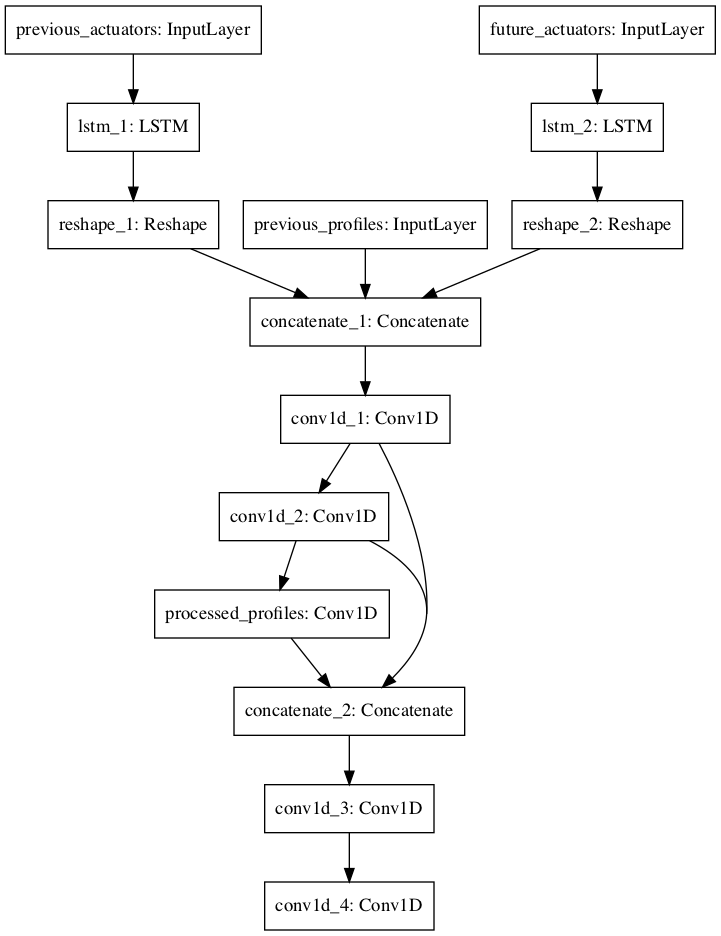 previous_actuators: InputLayer
future_actuators: InputLayer
lstm_1: LSTM
lstm_2: LSTM
reshape_1: Reshape
previous_profiles: InputLayer
reshape_2: Reshape
concatenate_1: Concatenate
conv1d_1: Conv1D
conv1d_2: Conv1D
processed_profiles: Conv1D
concatenate_2: Concatenate
conv1d_3: Conv1D
conv1d_4: Conv1D